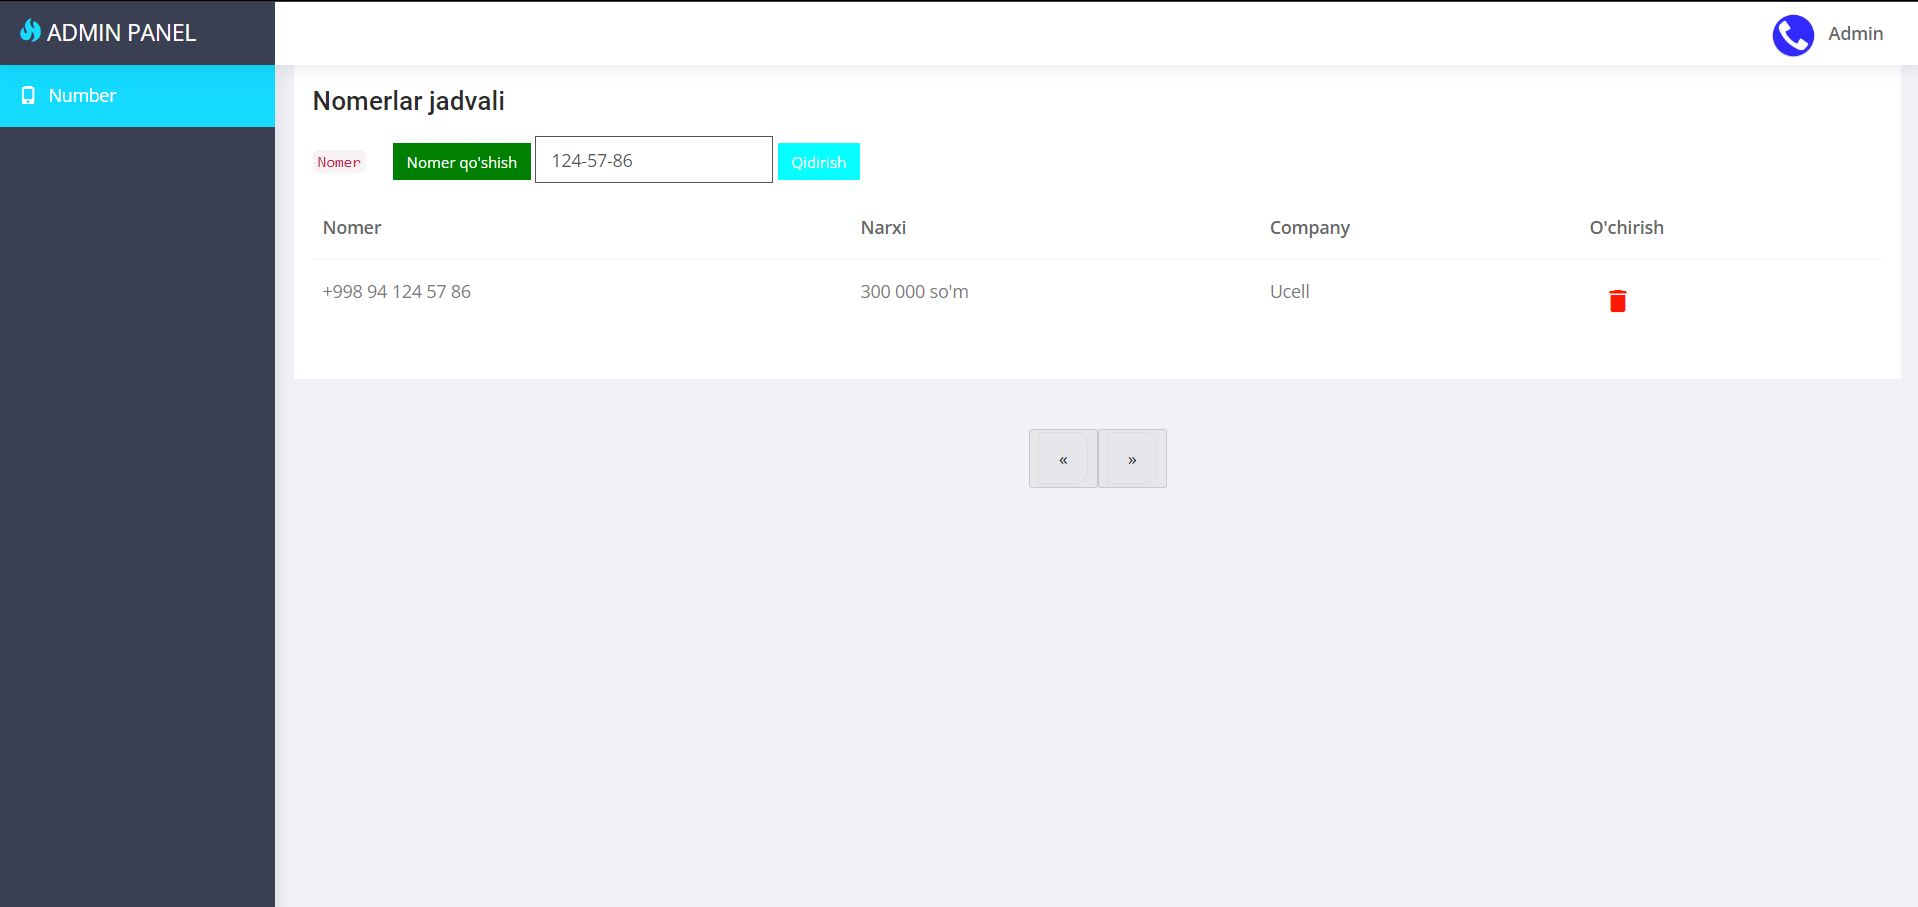 ADMIN PANEL
Admin
Number
Nomerlar jadvali
Nomer Nomer qo'shish 124-57-86 Qidirish
Nomer Narxi Company O'chirish
+998 94 124 57 86 300 000 so'm Ucell
« »